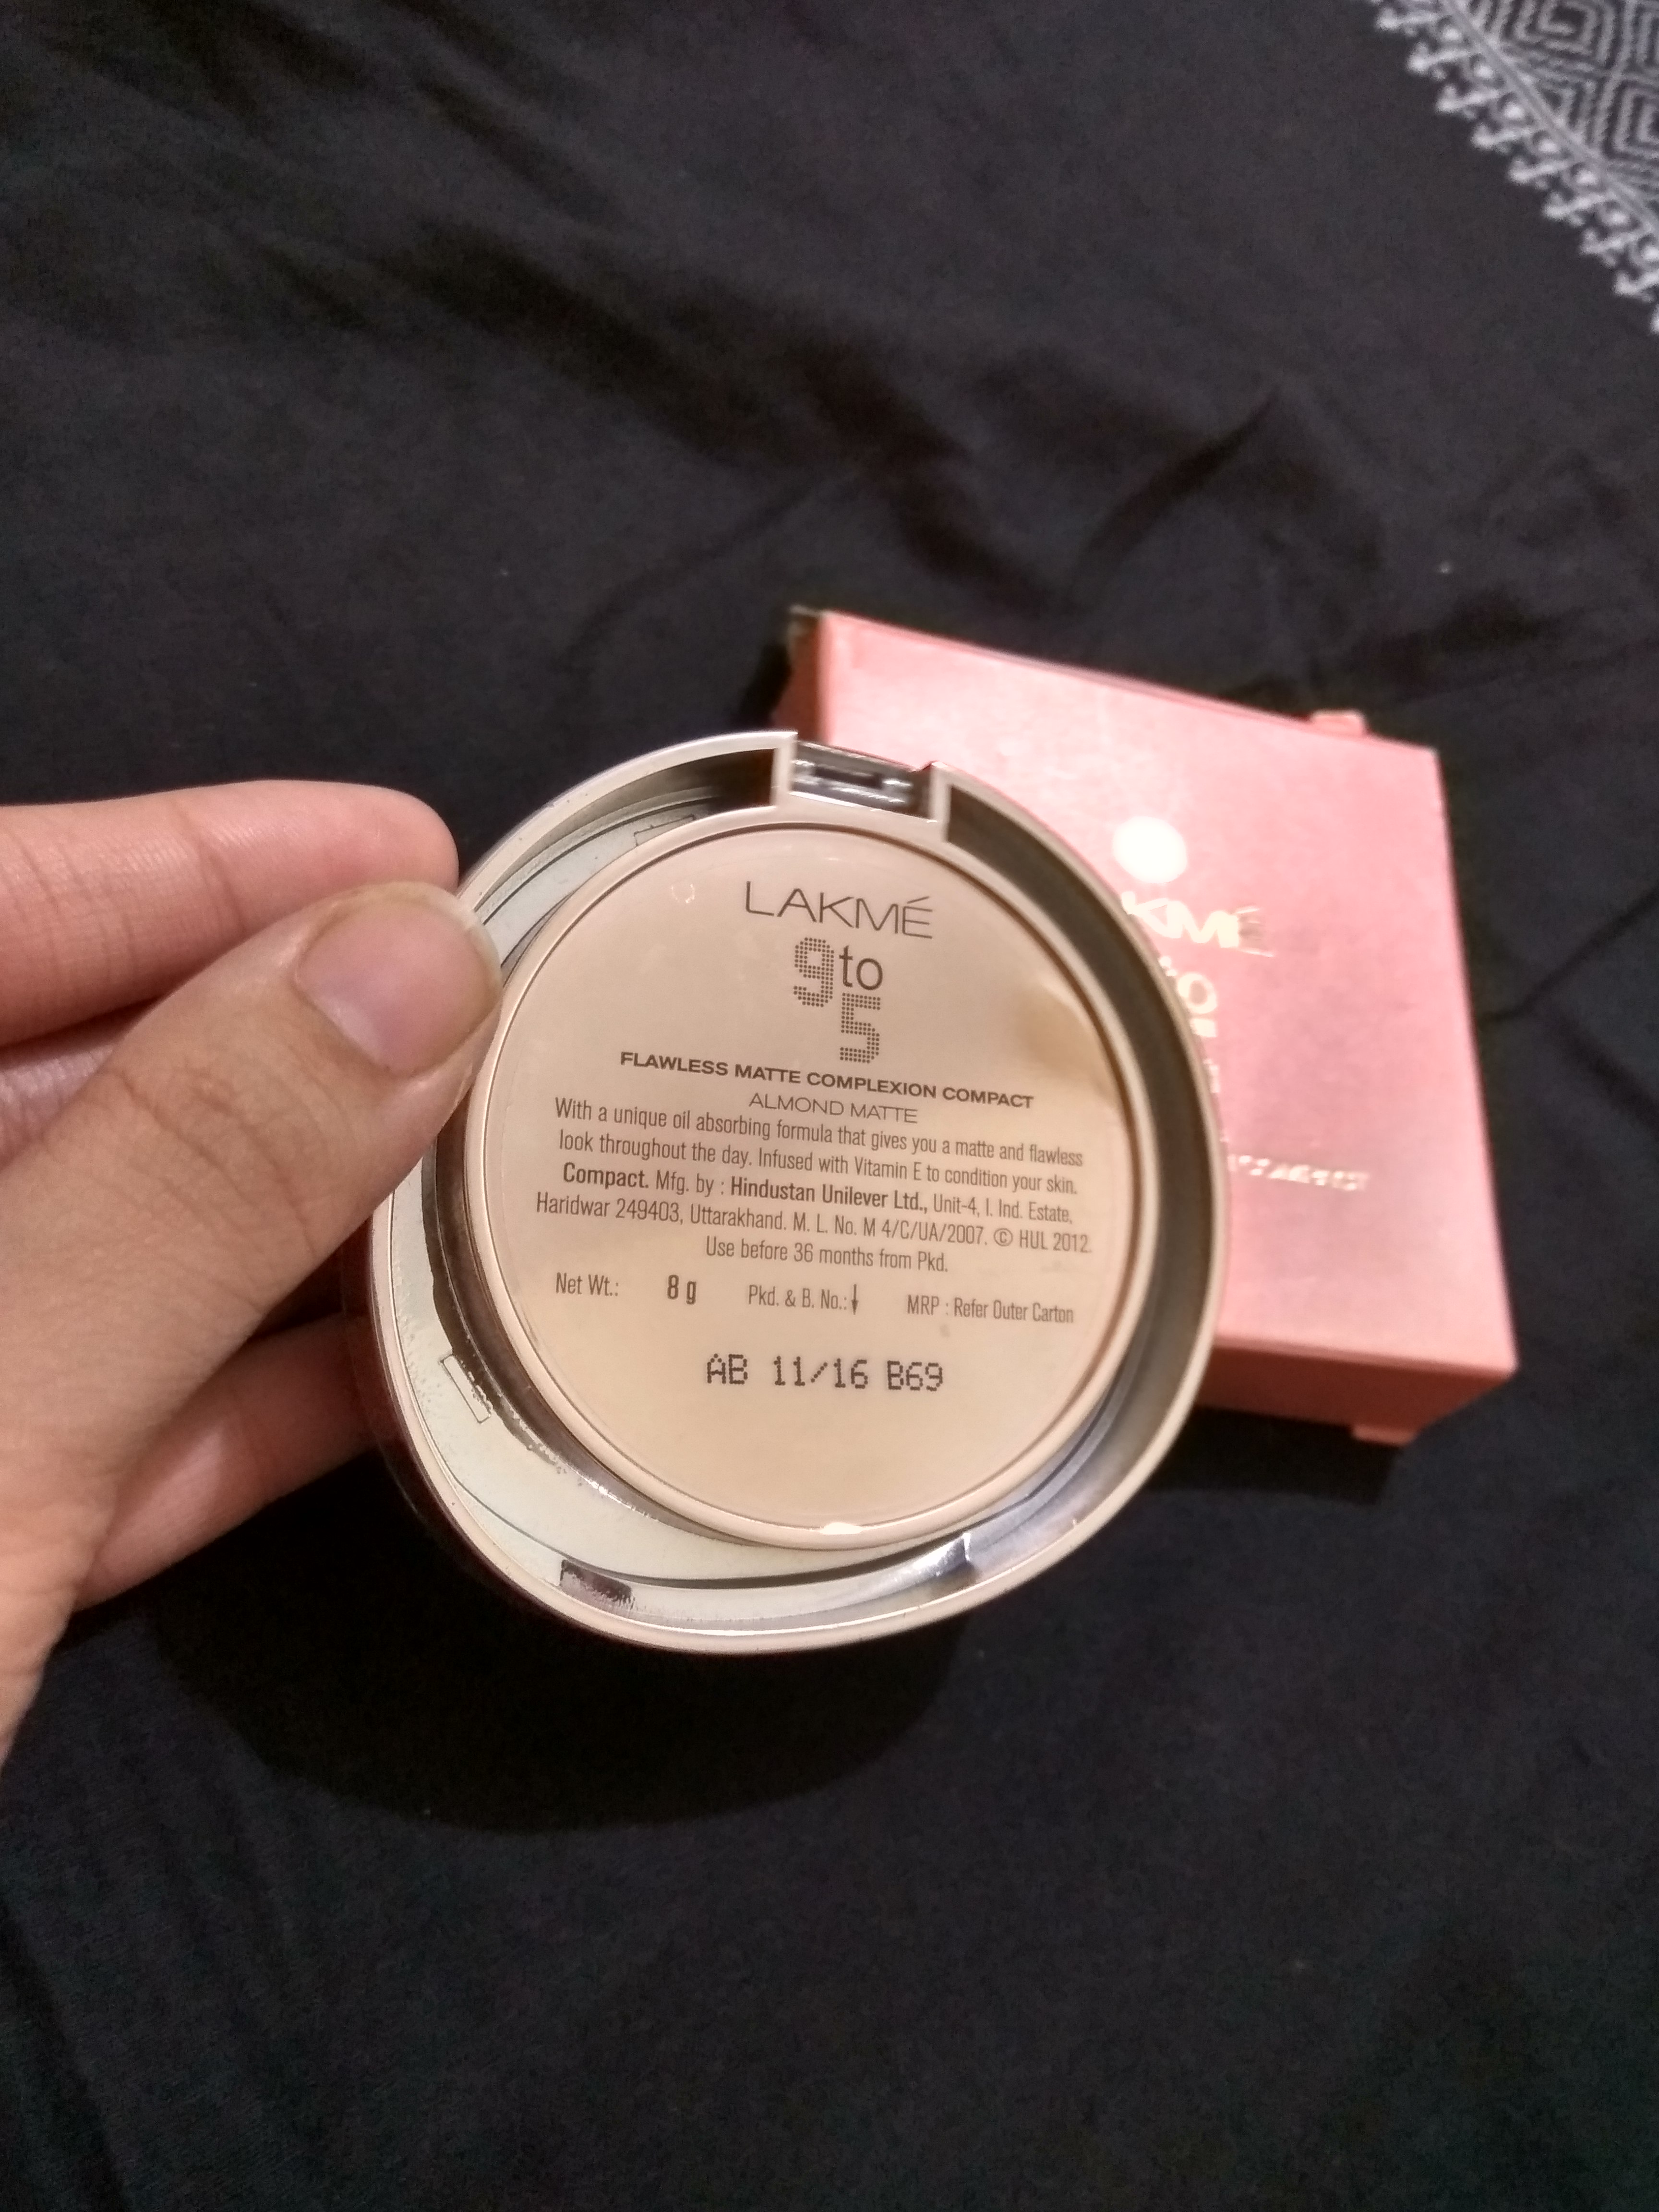 LAKMÉ
9to
5
FLAWLESS MATTE COMPLEXION COMPACT
ALMOND MATTE
With a unique oil absorbing formula that gives you a matte and flawless
look throughout the day. Infused with Vitamin E to condition your skin.
Compact. Mfg. by : Hindustan Unilever Ltd., Unit-4, I. Ind. Estate,
Haridwar 249403, Uttarakhand. M. L. No. M 4/C/UA/2007. © HUL 2012.
Use before 36 months from Pkd.
Net Wt.: 8 g Pkd. & B. No.:↓ MRP : Refer Outer Carton
AB 11/16 B69
KMÉ
to